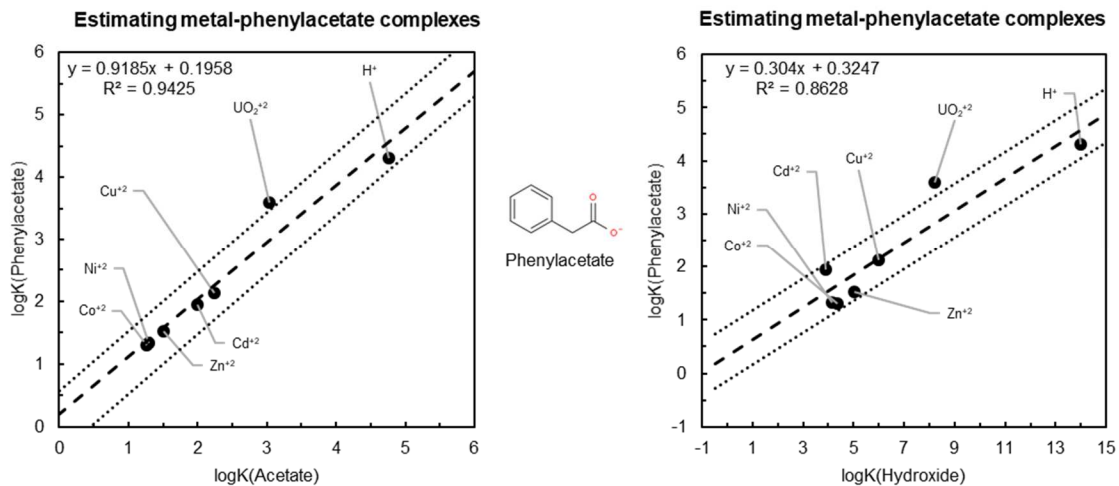 Estimating metal-phenylacetate complexes
y = 0.9185x + 0.1958
R² = 0.9425
H⁺
UO₂⁺²
Cu⁺²
Ni⁺²
Co⁺²
Cd⁺²
Zn⁺²
6
5
4
3
2
1
0
0
1
2
3
4
5
6
logK(Phenylacetate)
logK(Acetate)
O
O⁻
Phenylacetate
Estimating metal-phenylacetate complexes
y = 0.304x + 0.3247
R² = 0.8628
H⁺
UO₂⁺²
Cu⁺²
Cd⁺²
Ni⁺²
Co⁺²
Zn⁺²
6
5
4
3
2
1
0
-1
-1
1
3
5
7
9
11
13
15
logK(Phenylacetate)
logK(Hydroxide)